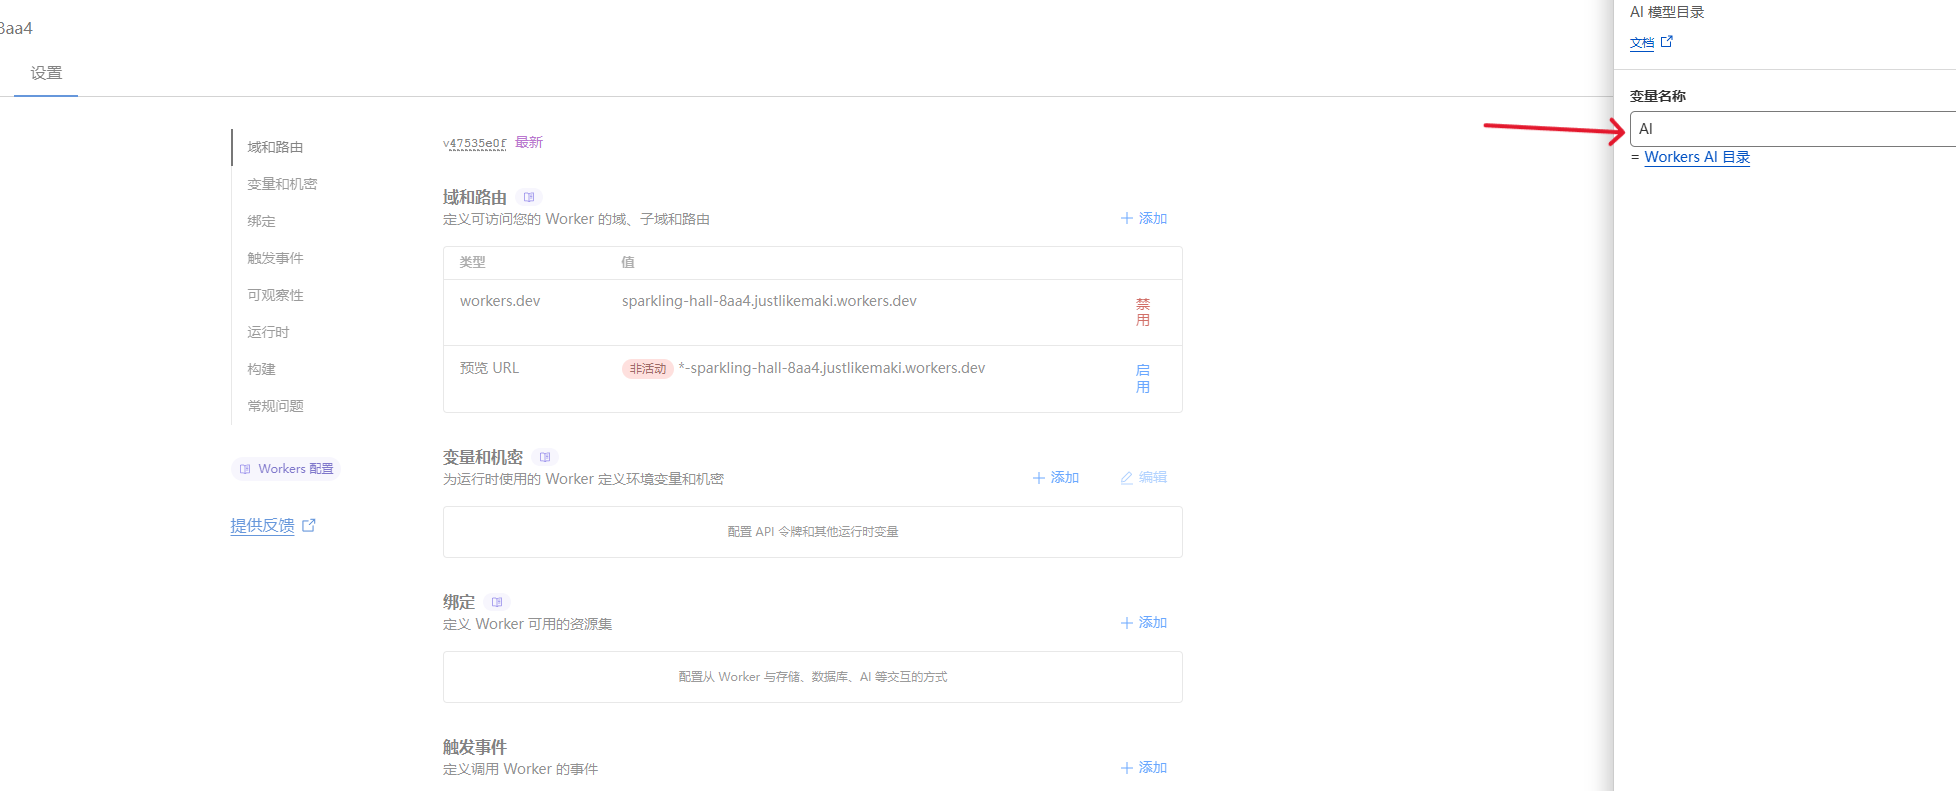 8aa4
设置
域和路由
变量和机密
绑定
触发事件
可观察性
运行时
构建
常规问题
Workers 配置
提供反馈
v47535e0f 最新
域和路由
定义可访问您的 Worker 的域、子域和路由
添加
类型 值
workers.dev sparkling-hall-8aa4.justlikemaki.workers.dev 禁用
预览 URL 非活动 *-sparkling-hall-8aa4.justlikemaki.workers.dev 启用
变量和机密
为运行时使用的 Worker 定义环境变量和机密
添加 编辑
配置 API 令牌和其他运行时变量
绑定
定义 Worker 可用的资源集
添加
配置从 Worker 与存储、数据库、AI 等交互的方式
触发事件
定义调用 Worker 的事件
添加
AI 模型目录
文档
变量名称
AI
= Workers AI 目录